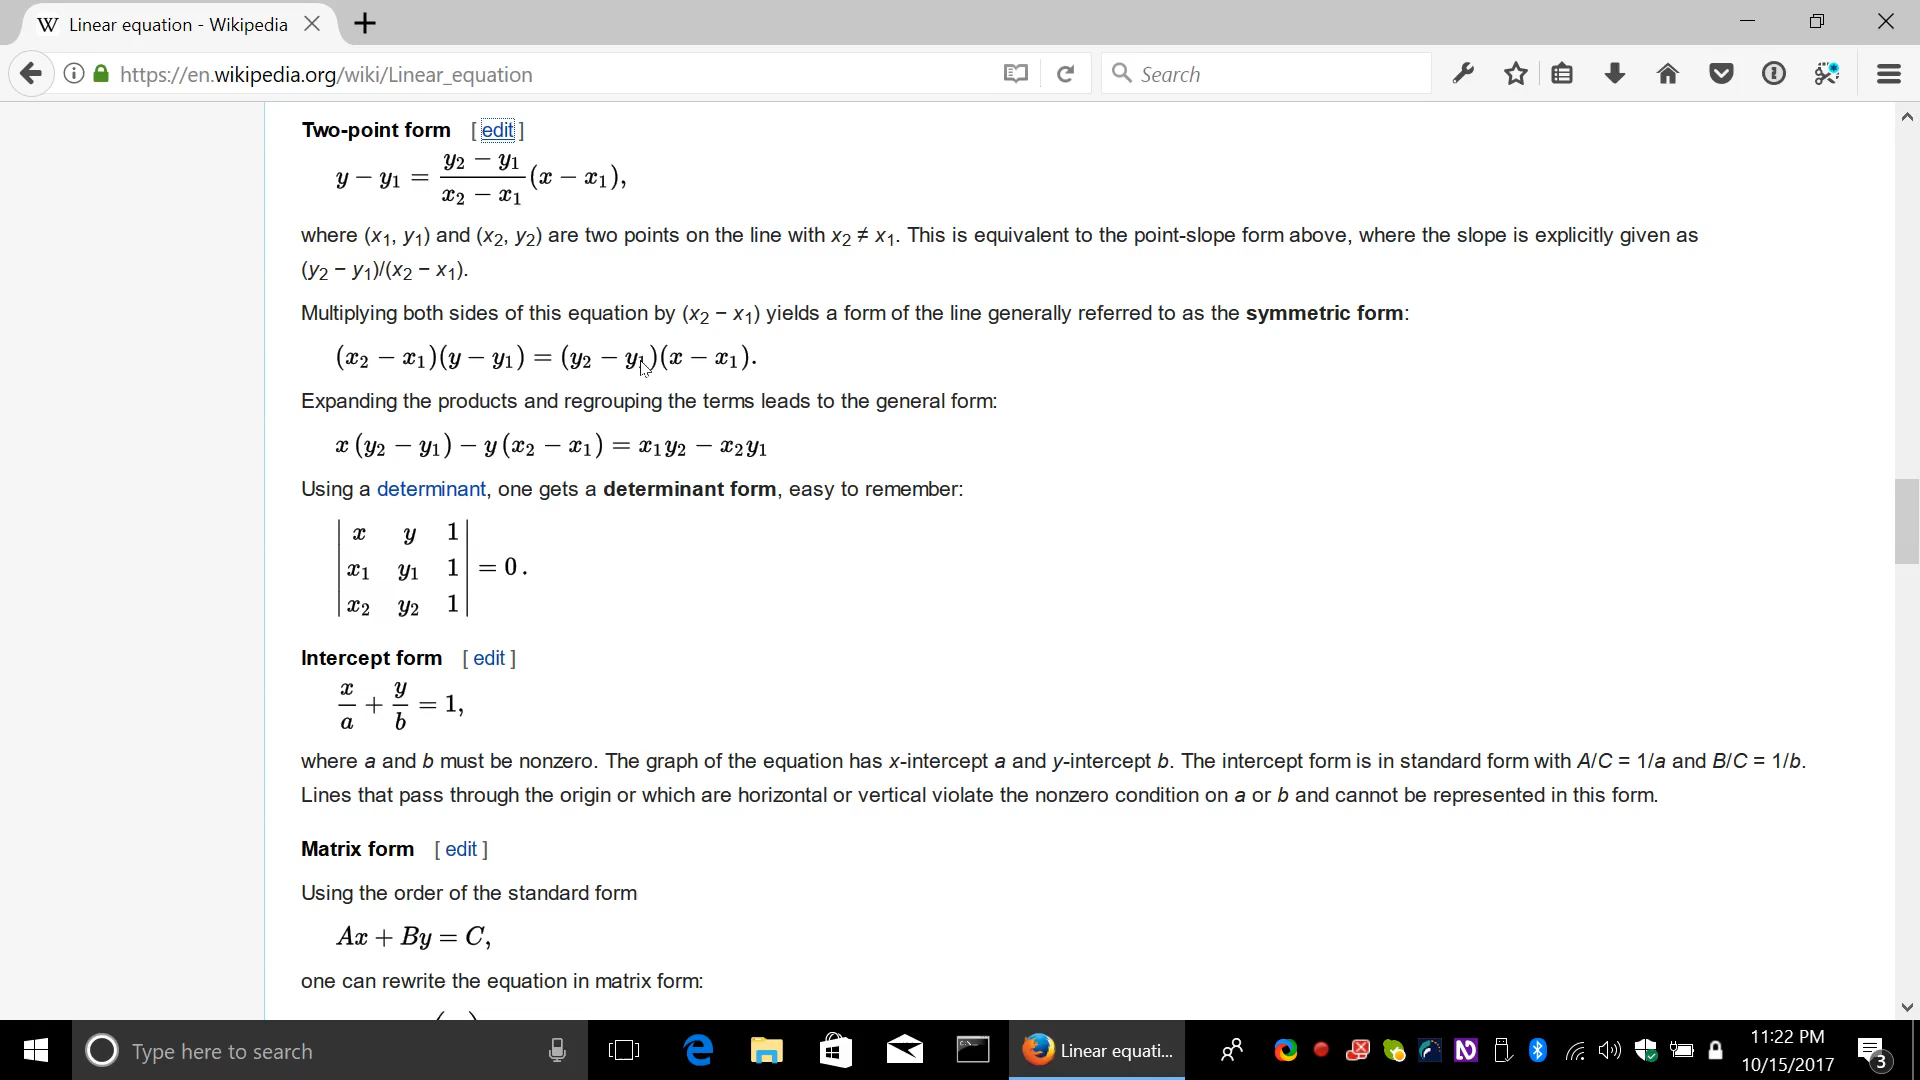 Linear equation - Wikipedia
https://en.wikipedia.org/wiki/Linear_equation
Search
Two-point form [ edit ]
y − y₁ = (y₂ − y₁)/(x₂ − x₁) (x − x₁),
where (x₁, y₁) and (x₂, y₂) are two points on the line with x₂ ≠ x₁. This is equivalent to the point-slope form above, where the slope is explicitly given as
(y₂ − y₁)/(x₂ − x₁).
Multiplying both sides of this equation by (x₂ − x₁) yields a form of the line generally referred to as the symmetric form:
(x₂ − x₁)(y − y₁) = (y₂ − y₁)(x − x₁).
Expanding the products and regrouping the terms leads to the general form:
x (y₂ − y₁) − y (x₂ − x₁) = x₁y₂ − x₂y₁
Using a determinant, one gets a determinant form, easy to remember:
x y 1
x₁ y₁ 1 = 0 .
x₂ y₂ 1
Intercept form [ edit ]
x/a + y/b = 1,
where a and b must be nonzero. The graph of the equation has x-intercept a and y-intercept b. The intercept form is in standard form with A/C = 1/a and B/C = 1/b.
Lines that pass through the origin or which are horizontal or vertical violate the nonzero condition on a or b and cannot be represented in this form.
Matrix form [ edit ]
Using the order of the standard form
Ax + By = C,
one can rewrite the equation in matrix form:
Type here to search
Linear equati...
11:22 PM
10/15/2017
3